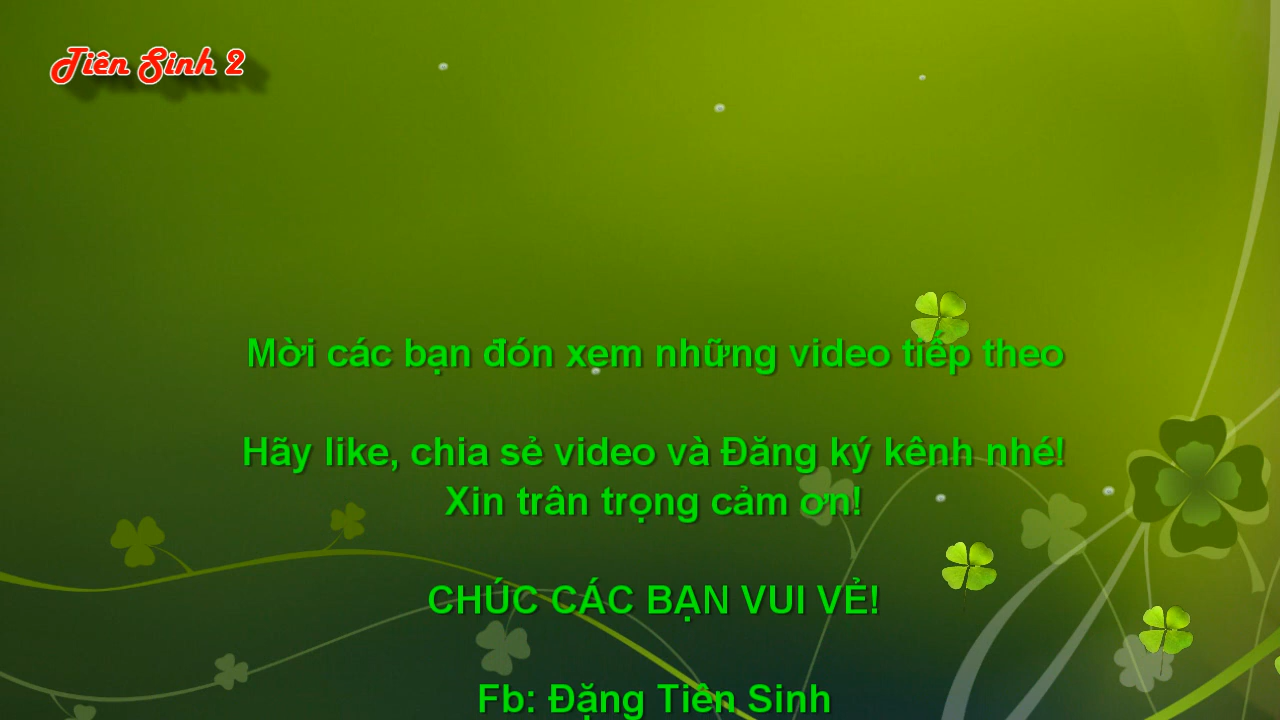 Tiên Sinh 2
Mời các bạn đón xem những video tiếp theo
Hãy like, chia sẻ video và Đăng ký kênh nhé!
Xin trân trọng cảm ơn!
CHÚC CÁC BẠN VUI VẺ!
Fb: Đặng Tiên Sinh